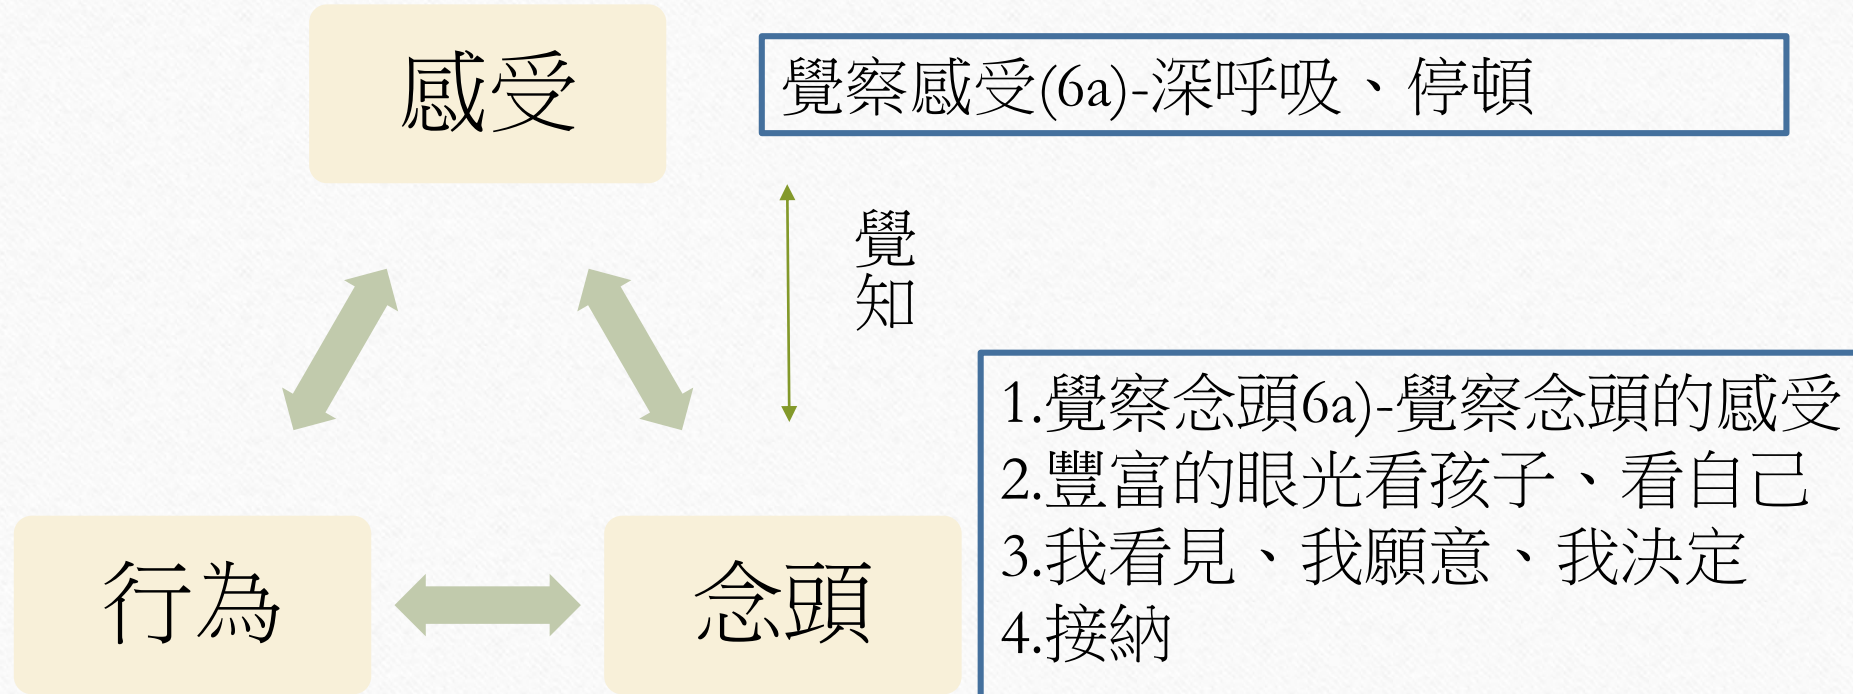 感受
覺察感受(6a)-深呼吸、停頓
覺知
1.覺察念頭6a)-覺察念頭的感受
2.豐富的眼光看孩子、看自己
3.我看見、我願意、我決定
4.接納
行為
念頭